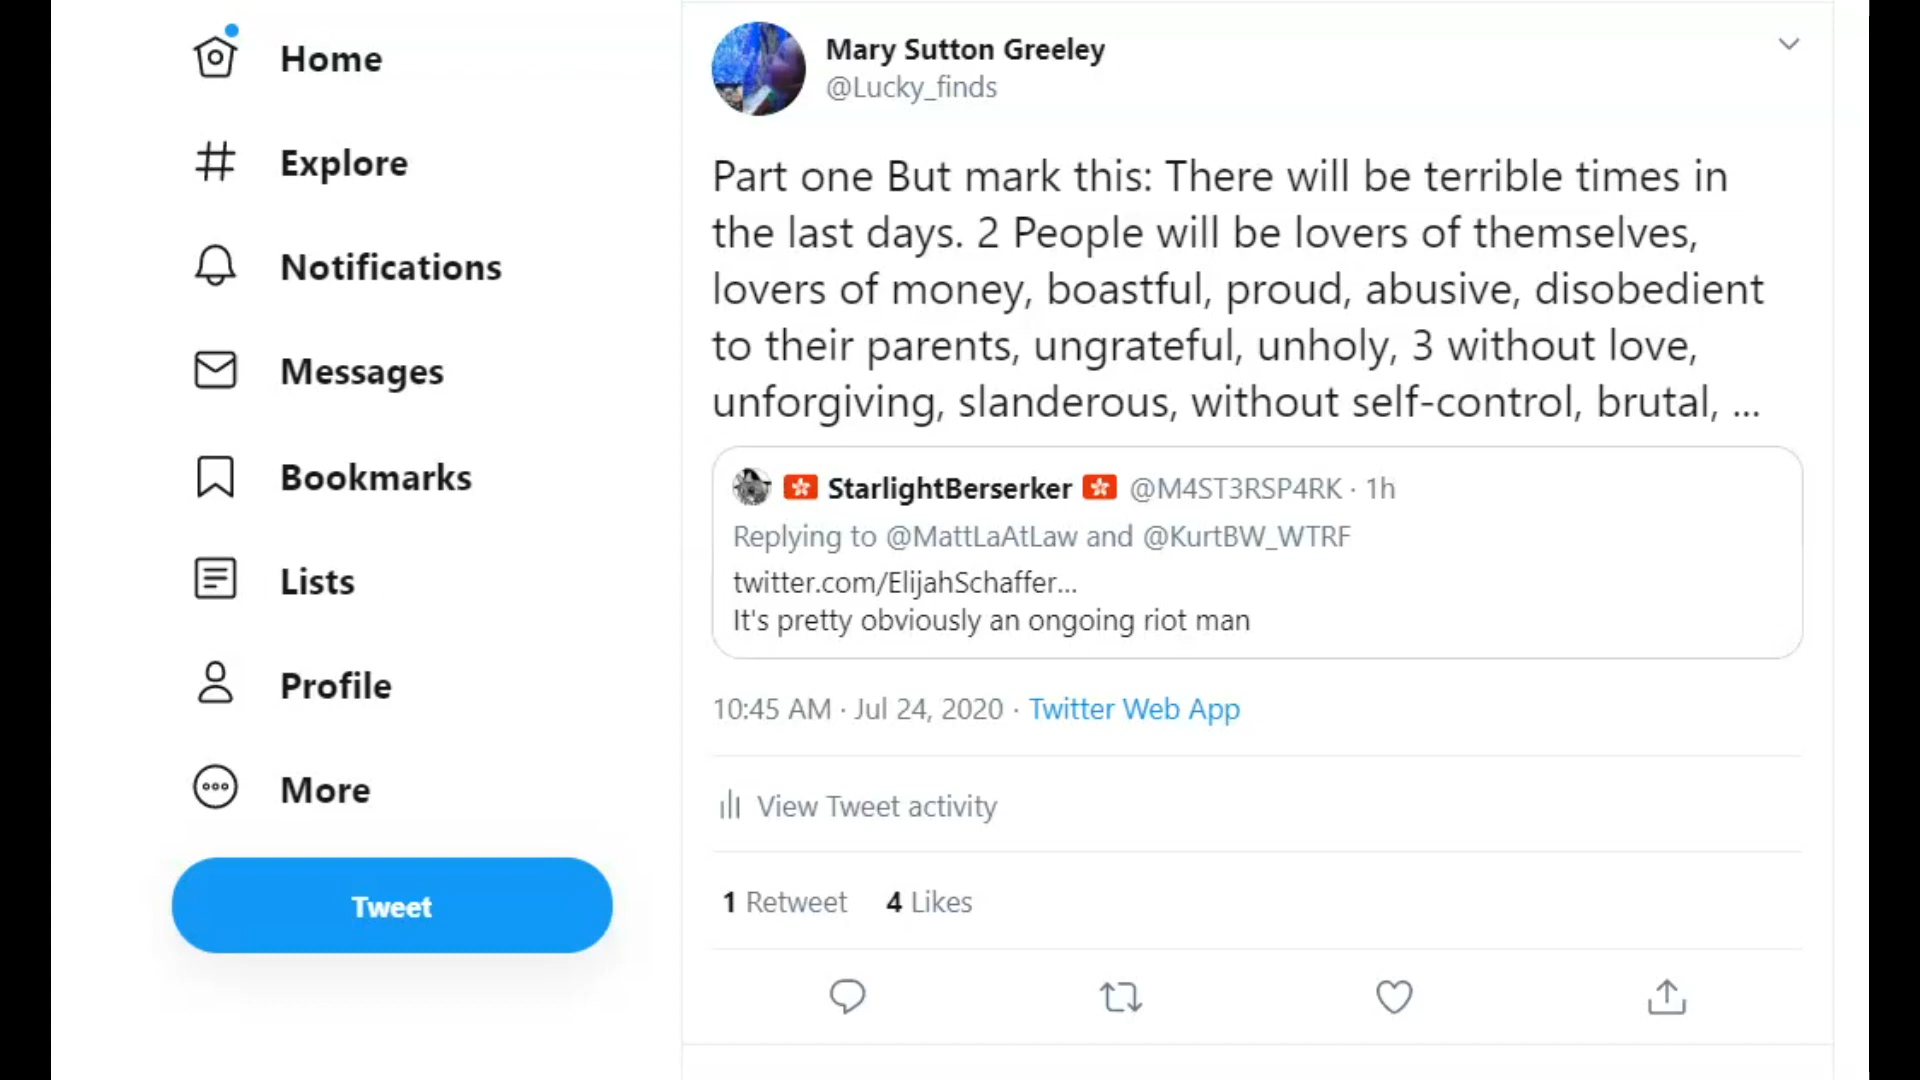 Home
Explore
Notifications
Messages
Bookmarks
Lists
Profile
More
Tweet
Mary Sutton Greeley
@Lucky_finds
Part one But mark this: There will be terrible times in
the last days. 2 People will be lovers of themselves,
lovers of money, boastful, proud, abusive, disobedient
to their parents, ungrateful, unholy, 3 without love,
unforgiving, slanderous, without self-control, brutal, ...
StarlightBerserker @M4ST3RSP4RK · 1h
Replying to @MattLaAtLaw and @KurtBW_WTRF
twitter.com/ElijahSchaffer...
It's pretty obviously an ongoing riot man
10:45 AM · Jul 24, 2020 · Twitter Web App
View Tweet activity
1 Retweet 4 Likes